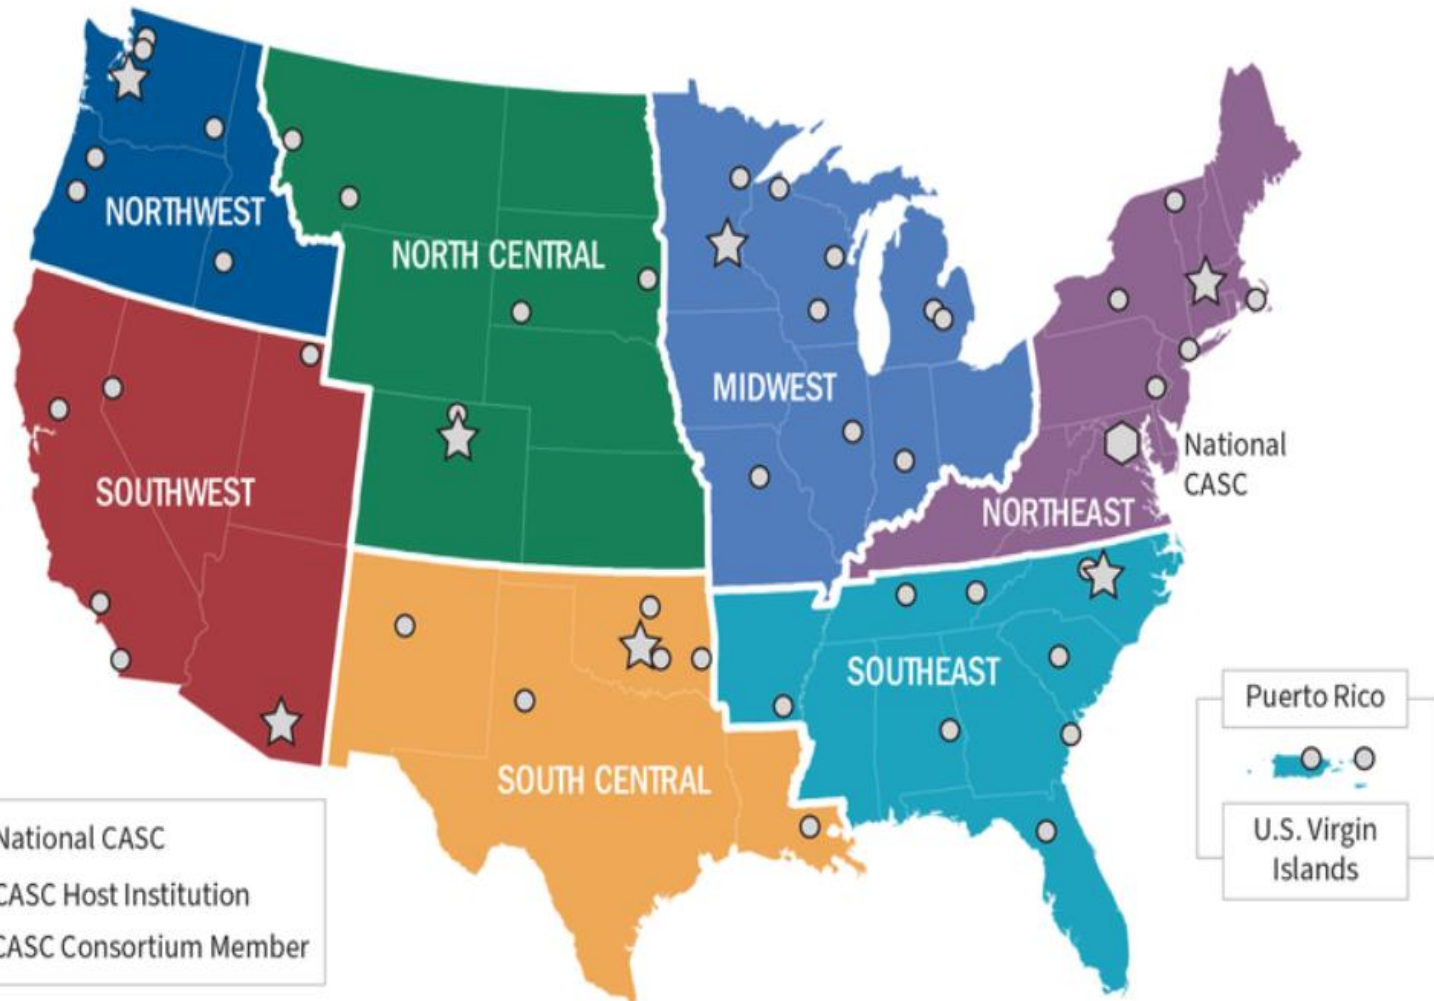 NORTHWEST
NORTH CENTRAL
MIDWEST
National
CASC
SOUTHWEST
NORTHEAST
SOUTHEAST
Puerto Rico
SOUTH CENTRAL
U.S. Virgin
Islands
National CASC
CASC Host Institution
CASC Consortium Member